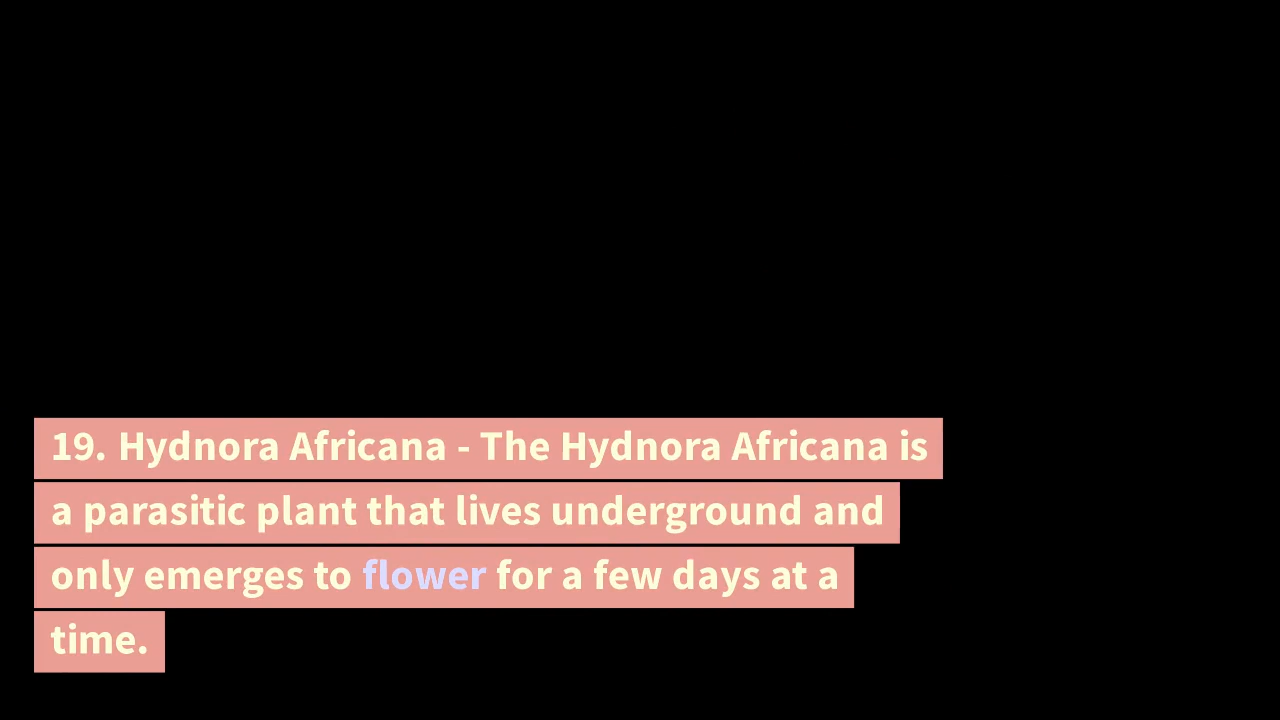 19. Hydnora Africana - The Hydnora Africana is
a parasitic plant that lives underground and
only emerges to flower for a few days at a
time.